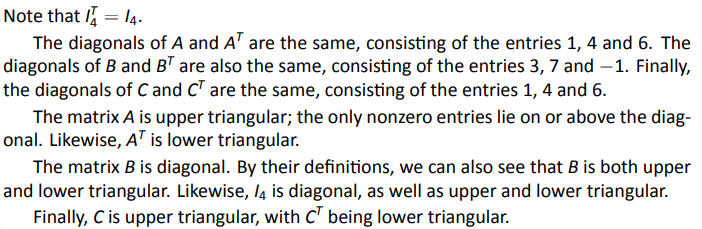 Note that I₄ᵀ = I₄.
The diagonals of A and Aᵀ are the same, consisting of the entries 1, 4 and 6. The
diagonals of B and Bᵀ are also the same, consisting of the entries 3, 7 and −1. Finally,
the diagonals of C and Cᵀ are the same, consisting of the entries 1, 4 and 6.
The matrix A is upper triangular; the only nonzero entries lie on or above the diag-
onal. Likewise, Aᵀ is lower triangular.
The matrix B is diagonal. By their definitions, we can also see that B is both upper
and lower triangular. Likewise, I₄ is diagonal, as well as upper and lower triangular.
Finally, C is upper triangular, with Cᵀ being lower triangular.